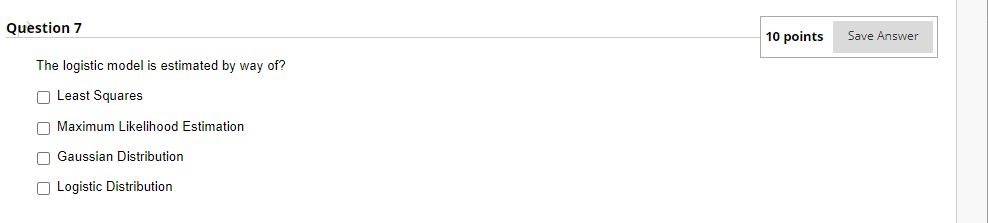 Question 7
10 points
Save Answer
The logistic model is estimated by way of?
Least Squares
Maximum Likelihood Estimation
Gaussian Distribution
Logistic Distribution